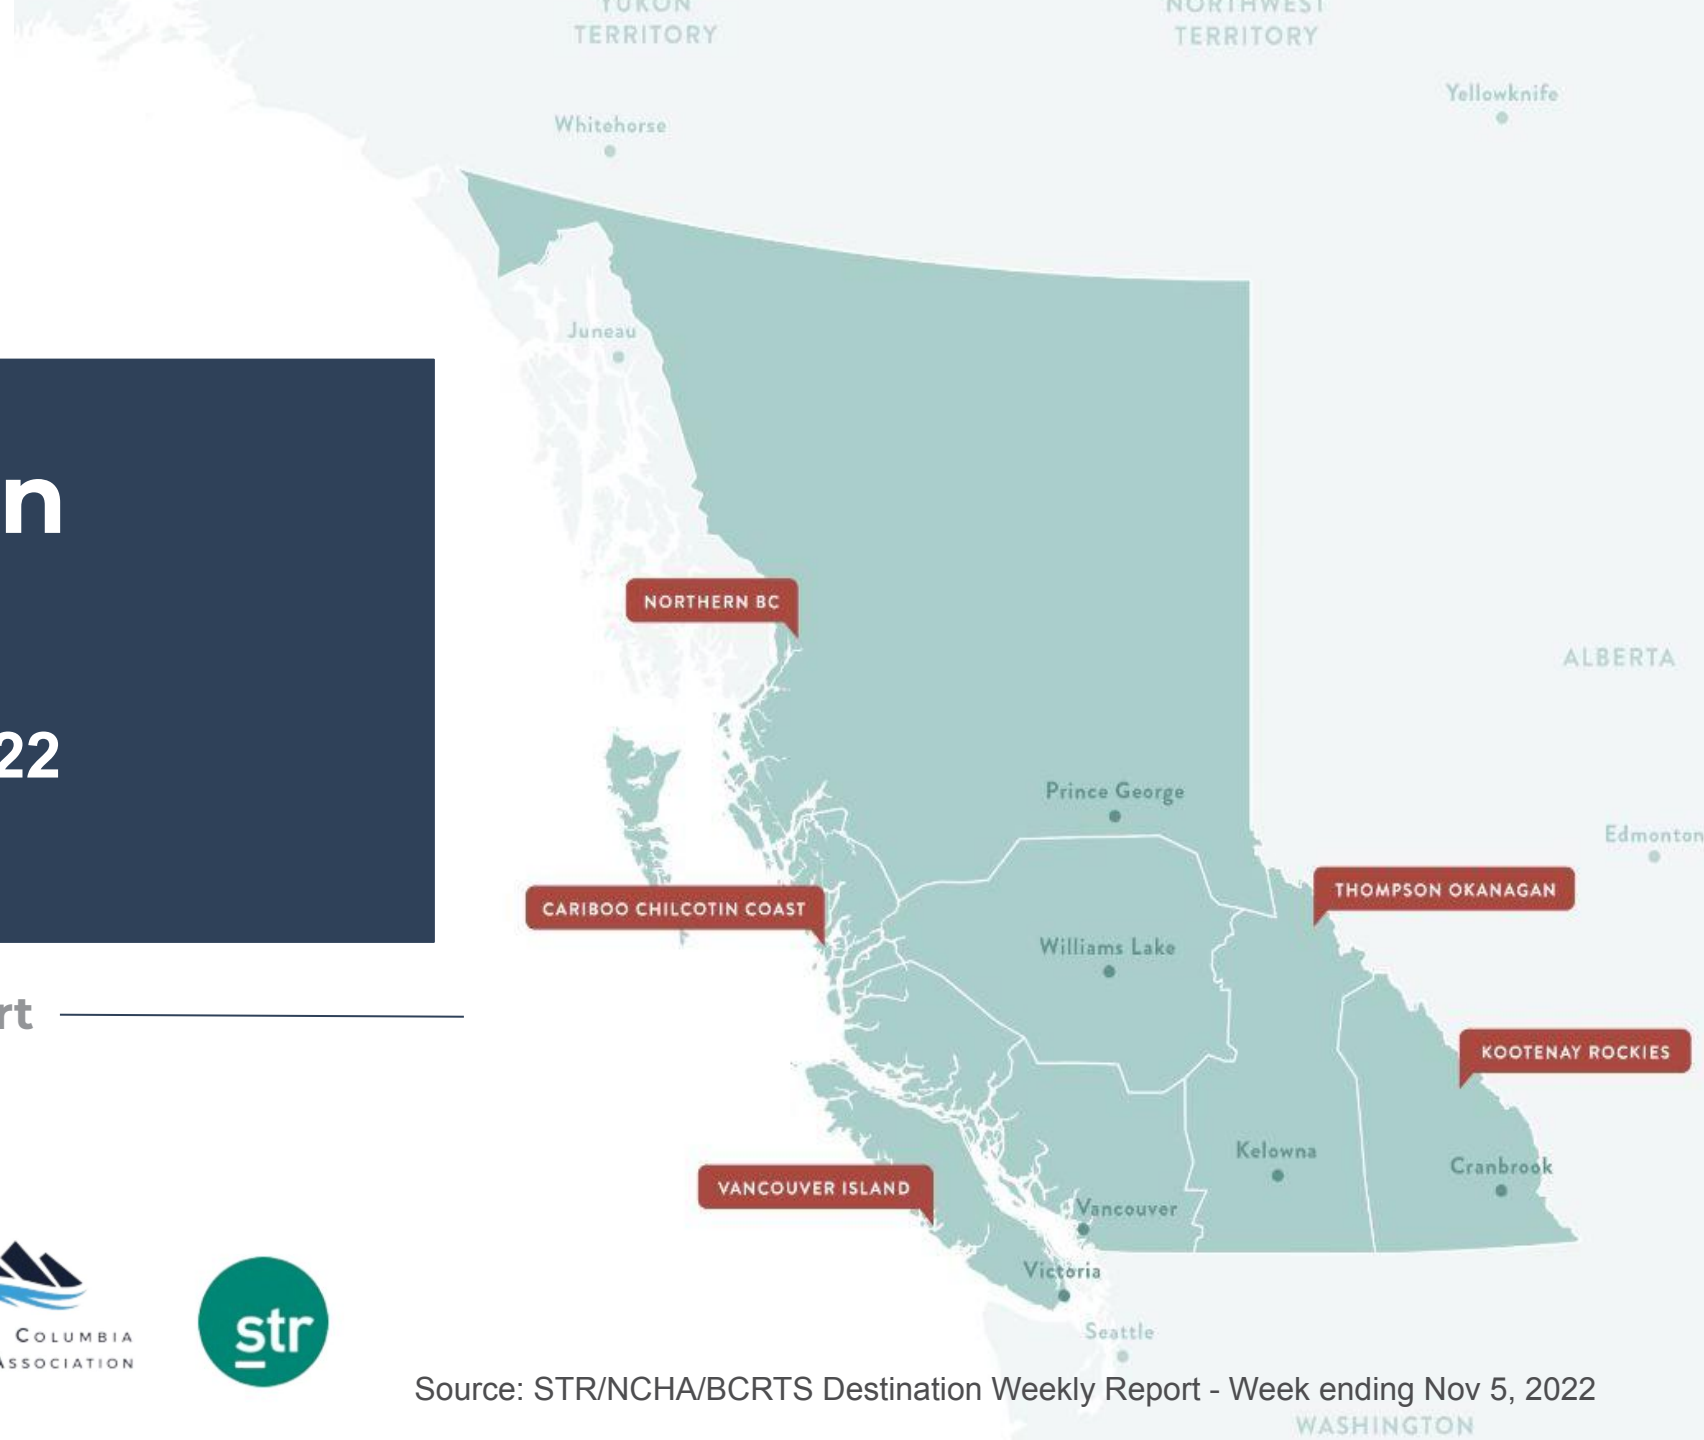 YUKON
TERRITORY
NORTHWEST
TERRITORY
Yellowknife
Whitehorse
Juneau
n
NORTHERN BC
ALBERTA
22
Prince George
Edmonton
THOMPSON OKANAGAN
CARIBOO CHILCOTIN COAST
Williams Lake
rt
KOOTENAY ROCKIES
Kelowna
Cranbrook
VANCOUVER ISLAND
Vancouver
Victoria
COLUMBIA
ASSOCIATION
str
Seattle
Source: STR/NCHA/BCRTS Destination Weekly Report - Week ending Nov 5, 2022
WASHINGTON